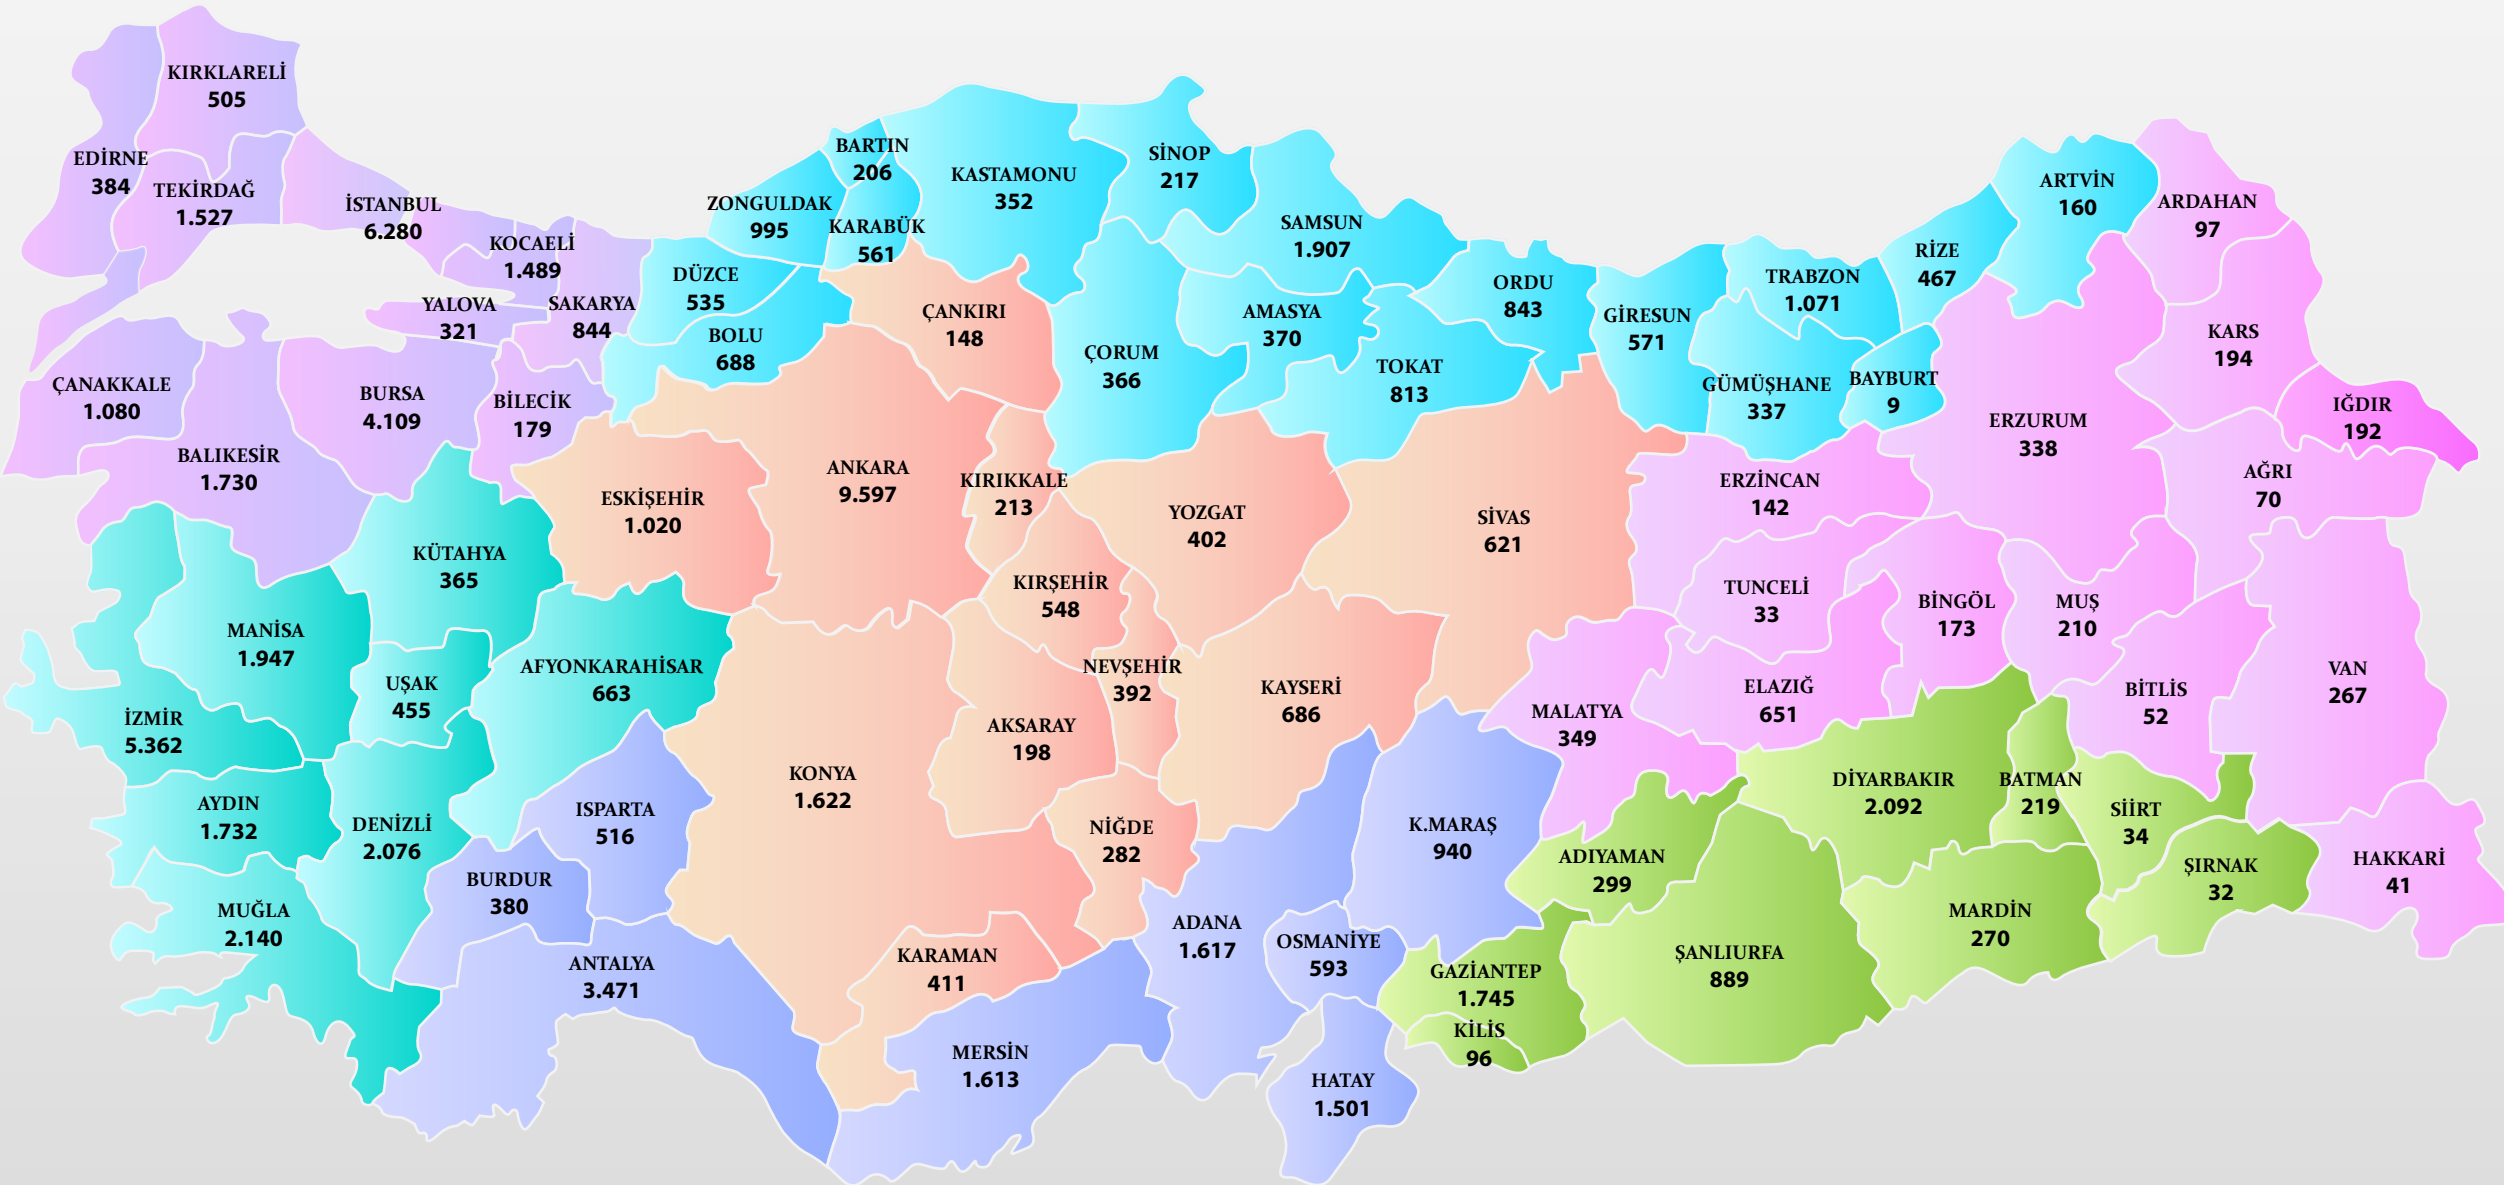 KIRKLARELİ
505
EDİRNE
384
TEKİRDAĞ
1.527
İSTANBUL
6.280
KOCAELİ
1.489
YALOVA
321
SAKARYA
844
ÇANAKKALE
1.080
BALIKESİR
1.730
BURSA
4.109
BİLECİK
179
DÜZCE
535
BOLU
688
ZONGULDAK
995
BARTIN
206
KARABÜK
561
KASTAMONU
352
SİNOP
217
SAMSUN
1.907
ÇORUM
366
AMASYA
370
TOKAT
813
ORDU
843
GİRESUN
571
TRABZON
1.071
GÜMÜŞHANE
337
BAYBURT
9
RİZE
467
ARTVİN
160
ARDAHAN
97
KARS
194
IĞDIR
192
AĞRI
70
ERZURUM
338
ERZİNCAN
142
TUNCELİ
33
BİNGÖL
173
MUŞ
210
BİTLİS
52
VAN
267
HAKKARİ
41
ELAZIĞ
651
MALATYA
349
ÇANKIRI
148
ANKARA
9.597
KIRIKKALE
213
ESKİŞEHİR
1.020
YOZGAT
402
SİVAS
621
KIRŞEHİR
548
NEVŞEHİR
392
KAYSERİ
686
AKSARAY
198
KONYA
1.622
NİĞDE
282
KARAMAN
411
KÜTAHYA
365
MANİSA
1.947
UŞAK
455
AFYONKARAHİSAR
663
İZMİR
5.362
AYDIN
1.732
DENİZLİ
2.076
MUĞLA
2.140
ISPARTA
516
BURDUR
380
ANTALYA
3.471
MERSİN
1.613
ADANA
1.617
OSMANİYE
593
K.MARAŞ
940
HATAY
1.501
GAZİANTEP
1.745
KİLİS
96
ADIYAMAN
299
ŞANLIURFA
889
DİYARBAKIR
2.092
BATMAN
219
SİİRT
34
ŞIRNAK
32
MARDİN
270